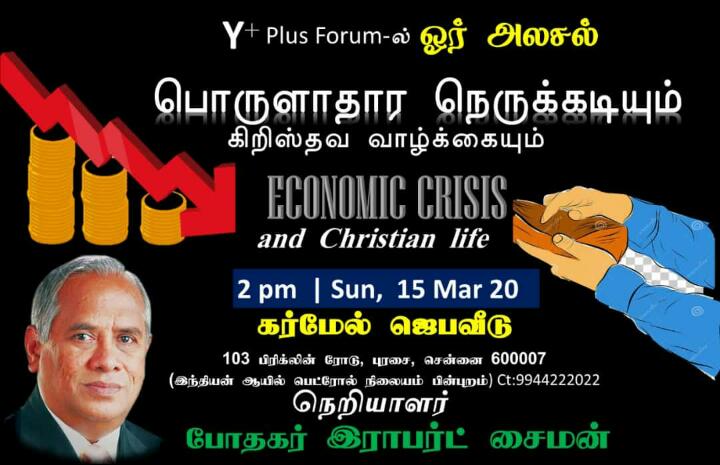 Y+ Plus Forum-ல் ஓர் அலசல்
பொருளாதார நெருக்கடியும்
கிறிஸ்தவ வாழ்க்கையும்
ECONOMIC CRISIS
and Christian life
2 pm | Sun, 15 Mar 20
கர்மேல் ஜெபவீடு
103 பிரிக்லின் ரோடு, புரசை, சென்னை 600007
(இந்தியன் ஆயில் பெட்ரோல் நிலையம் பின்புறம்) Ct:9944222022
நெறியாளர்
போதகர் இராபர்ட் சைமன்